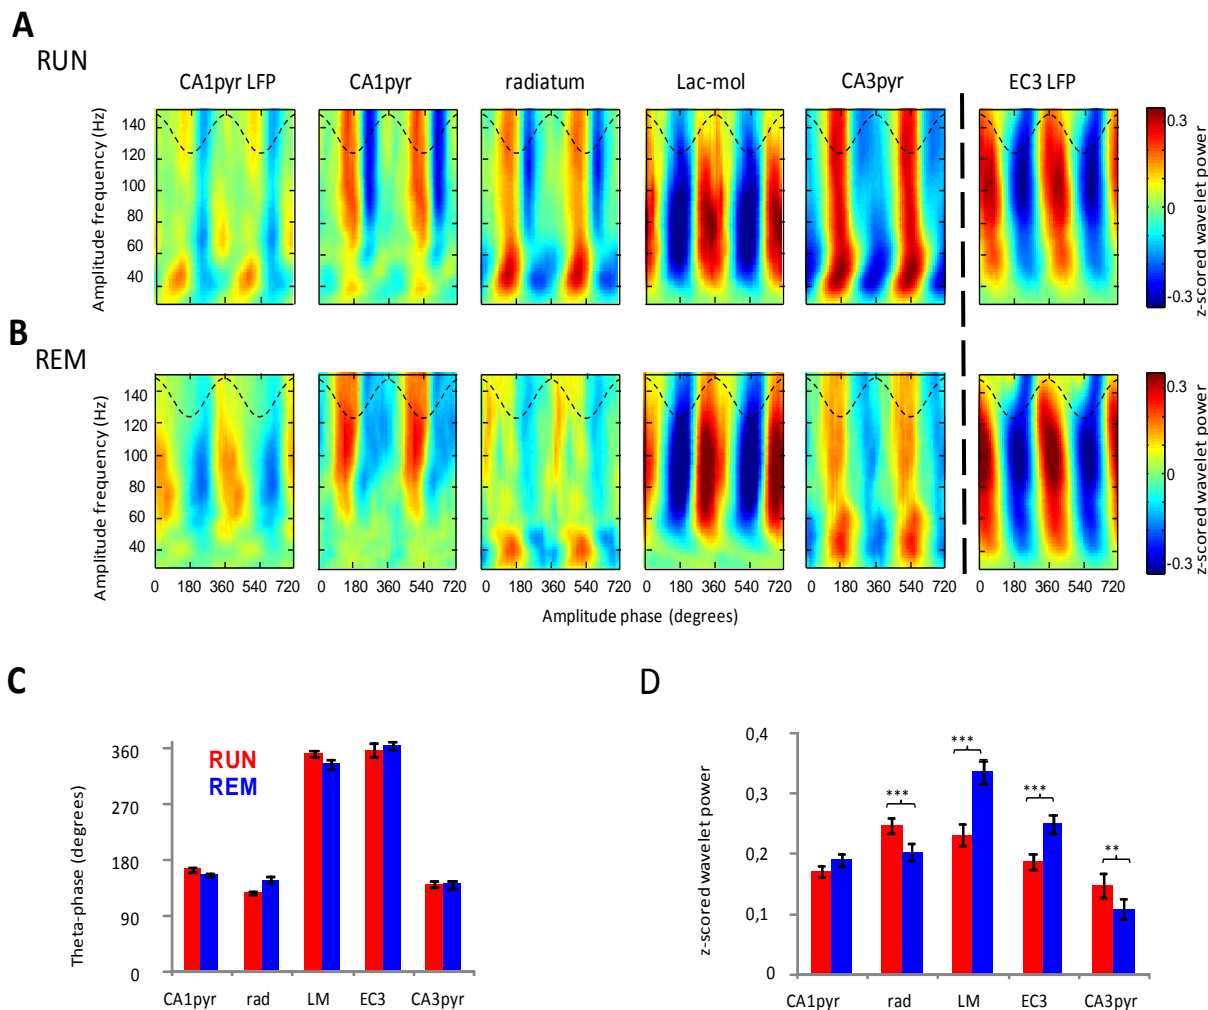 A
RUN
CA1pyr LFP
CA1pyr
radiatum
Lac-mol
CA3pyr
EC3 LFP
Amplitude frequency (Hz)
140
120
100
80
60
40
0.3
0
-0.3
z-scored wavelet power
B
REM
Amplitude frequency (Hz)
140
120
100
80
60
40
0 180 360 540 720
0 180 360 540 720
0 180 360 540 720
0 180 360 540 720
0 180 360 540 720
0 180 360 540 720
0.3
0
-0.3
z-scored wavelet power
Amplitude phase (degrees)
C
Theta-phase (degrees)
360
270
180
90
0
RUN
REM
CA1pyr rad LM EC3 CA3pyr
D
z-scored wavelet power
0,4
0,3
0,2
0,1
0
***
***
***
**
CA1pyr rad LM EC3 CA3pyr